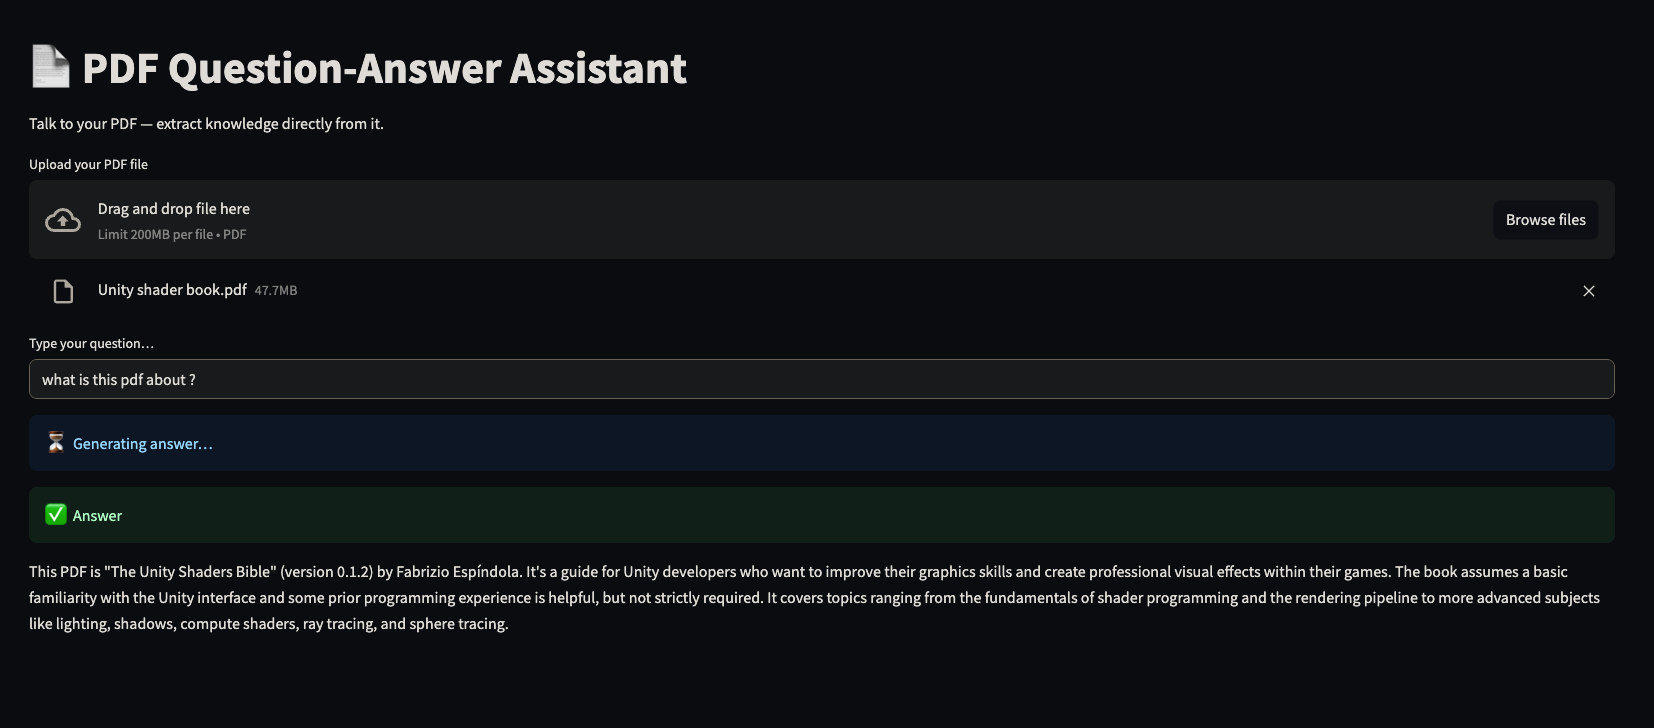 PDF Question-Answer Assistant
Talk to your PDF — extract knowledge directly from it.
Upload your PDF file
Drag and drop file here
Limit 200MB per file • PDF
Browse files
Unity shader book.pdf 47.7MB
Type your question...
what is this pdf about ?
Generating answer...
Answer
This PDF is "The Unity Shaders Bible" (version 0.1.2) by Fabrizio Espíndola. It's a guide for Unity developers who want to improve their graphics skills and create professional visual effects within their games. The book assumes a basic
familiarity with the Unity interface and some prior programming experience is helpful, but not strictly required. It covers topics ranging from the fundamentals of shader programming and the rendering pipeline to more advanced subjects
like lighting, shadows, compute shaders, ray tracing, and sphere tracing.